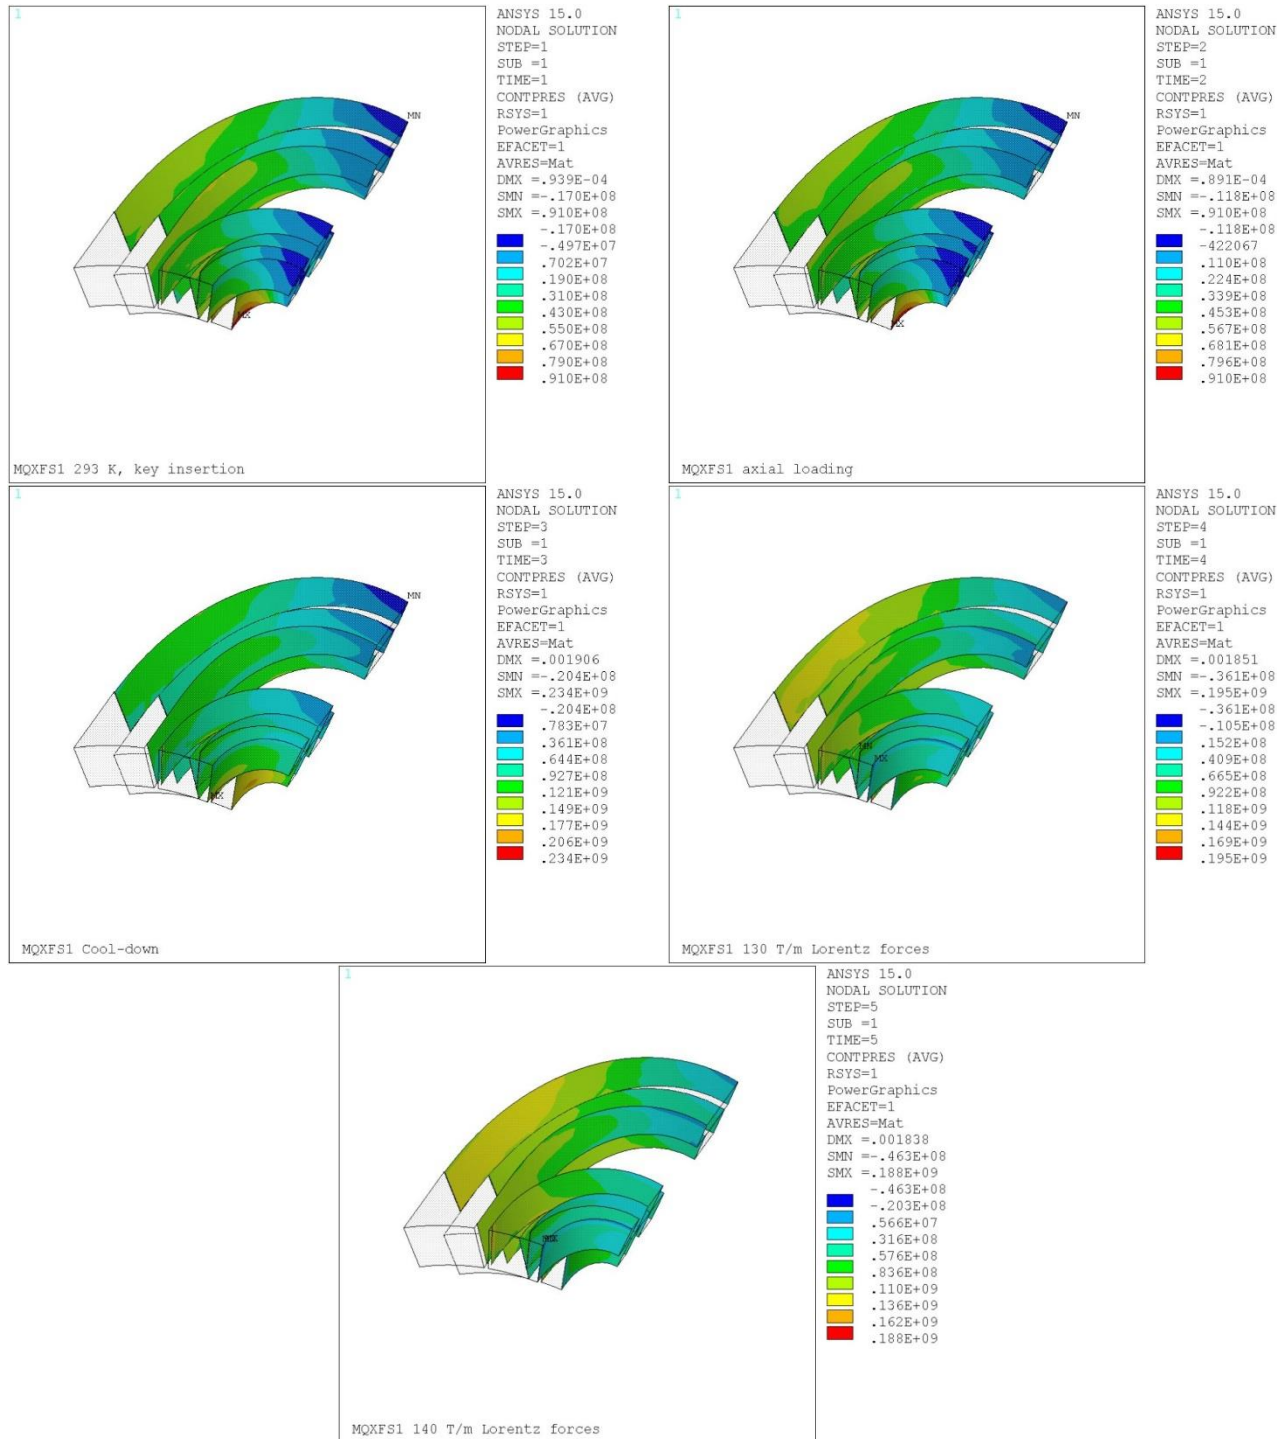 1
ANSYS 15.0
NODAL SOLUTION
STEP=1
SUB =1
TIME=1
CONTPRES (AVG)
RSYS=1
PowerGraphics
EFACET=1
AVRES=Mat
DMX =.939E-04
SMN =-.170E+08
SMX =.910E+08
-.170E+08
-.497E+07
.702E+07
.190E+08
.310E+08
.430E+08
.550E+08
.670E+08
.790E+08
.910E+08
MN
MX
MQXFS1 293 K, key insertion
1
ANSYS 15.0
NODAL SOLUTION
STEP=2
SUB =1
TIME=2
CONTPRES (AVG)
RSYS=1
PowerGraphics
EFACET=1
AVRES=Mat
DMX =.891E-04
SMN =-.118E+08
SMX =.910E+08
-.118E+08
-422067
.110E+08
.224E+08
.339E+08
.453E+08
.567E+08
.681E+08
.796E+08
.910E+08
MN
MX
MQXFS1 axial loading
1
ANSYS 15.0
NODAL SOLUTION
STEP=3
SUB =1
TIME=3
CONTPRES (AVG)
RSYS=1
PowerGraphics
EFACET=1
AVRES=Mat
DMX =.001906
SMN =-.204E+08
SMX =.234E+09
-.204E+08
.783E+07
.361E+08
.644E+08
.927E+08
.121E+09
.149E+09
.177E+09
.206E+09
.234E+09
MN
MX
MQXFS1 Cool-down
1
ANSYS 15.0
NODAL SOLUTION
STEP=4
SUB =1
TIME=4
CONTPRES (AVG)
RSYS=1
PowerGraphics
EFACET=1
AVRES=Mat
DMX =.001851
SMN =-.361E+08
SMX =.195E+09
-.361E+08
-.105E+08
.152E+08
.409E+08
.665E+08
.922E+08
.118E+09
.144E+09
.169E+09
.195E+09
MN
MX
MQXFS1 130 T/m Lorentz forces
1
ANSYS 15.0
NODAL SOLUTION
STEP=5
SUB =1
TIME=5
CONTPRES (AVG)
RSYS=1
PowerGraphics
EFACET=1
AVRES=Mat
DMX =.001838
SMN =-.463E+08
SMX =.188E+09
-.463E+08
-.203E+08
.566E+07
.316E+08
.576E+08
.836E+08
.110E+09
.136E+09
.162E+09
.188E+09
MQXFS1 140 T/m Lorentz forces